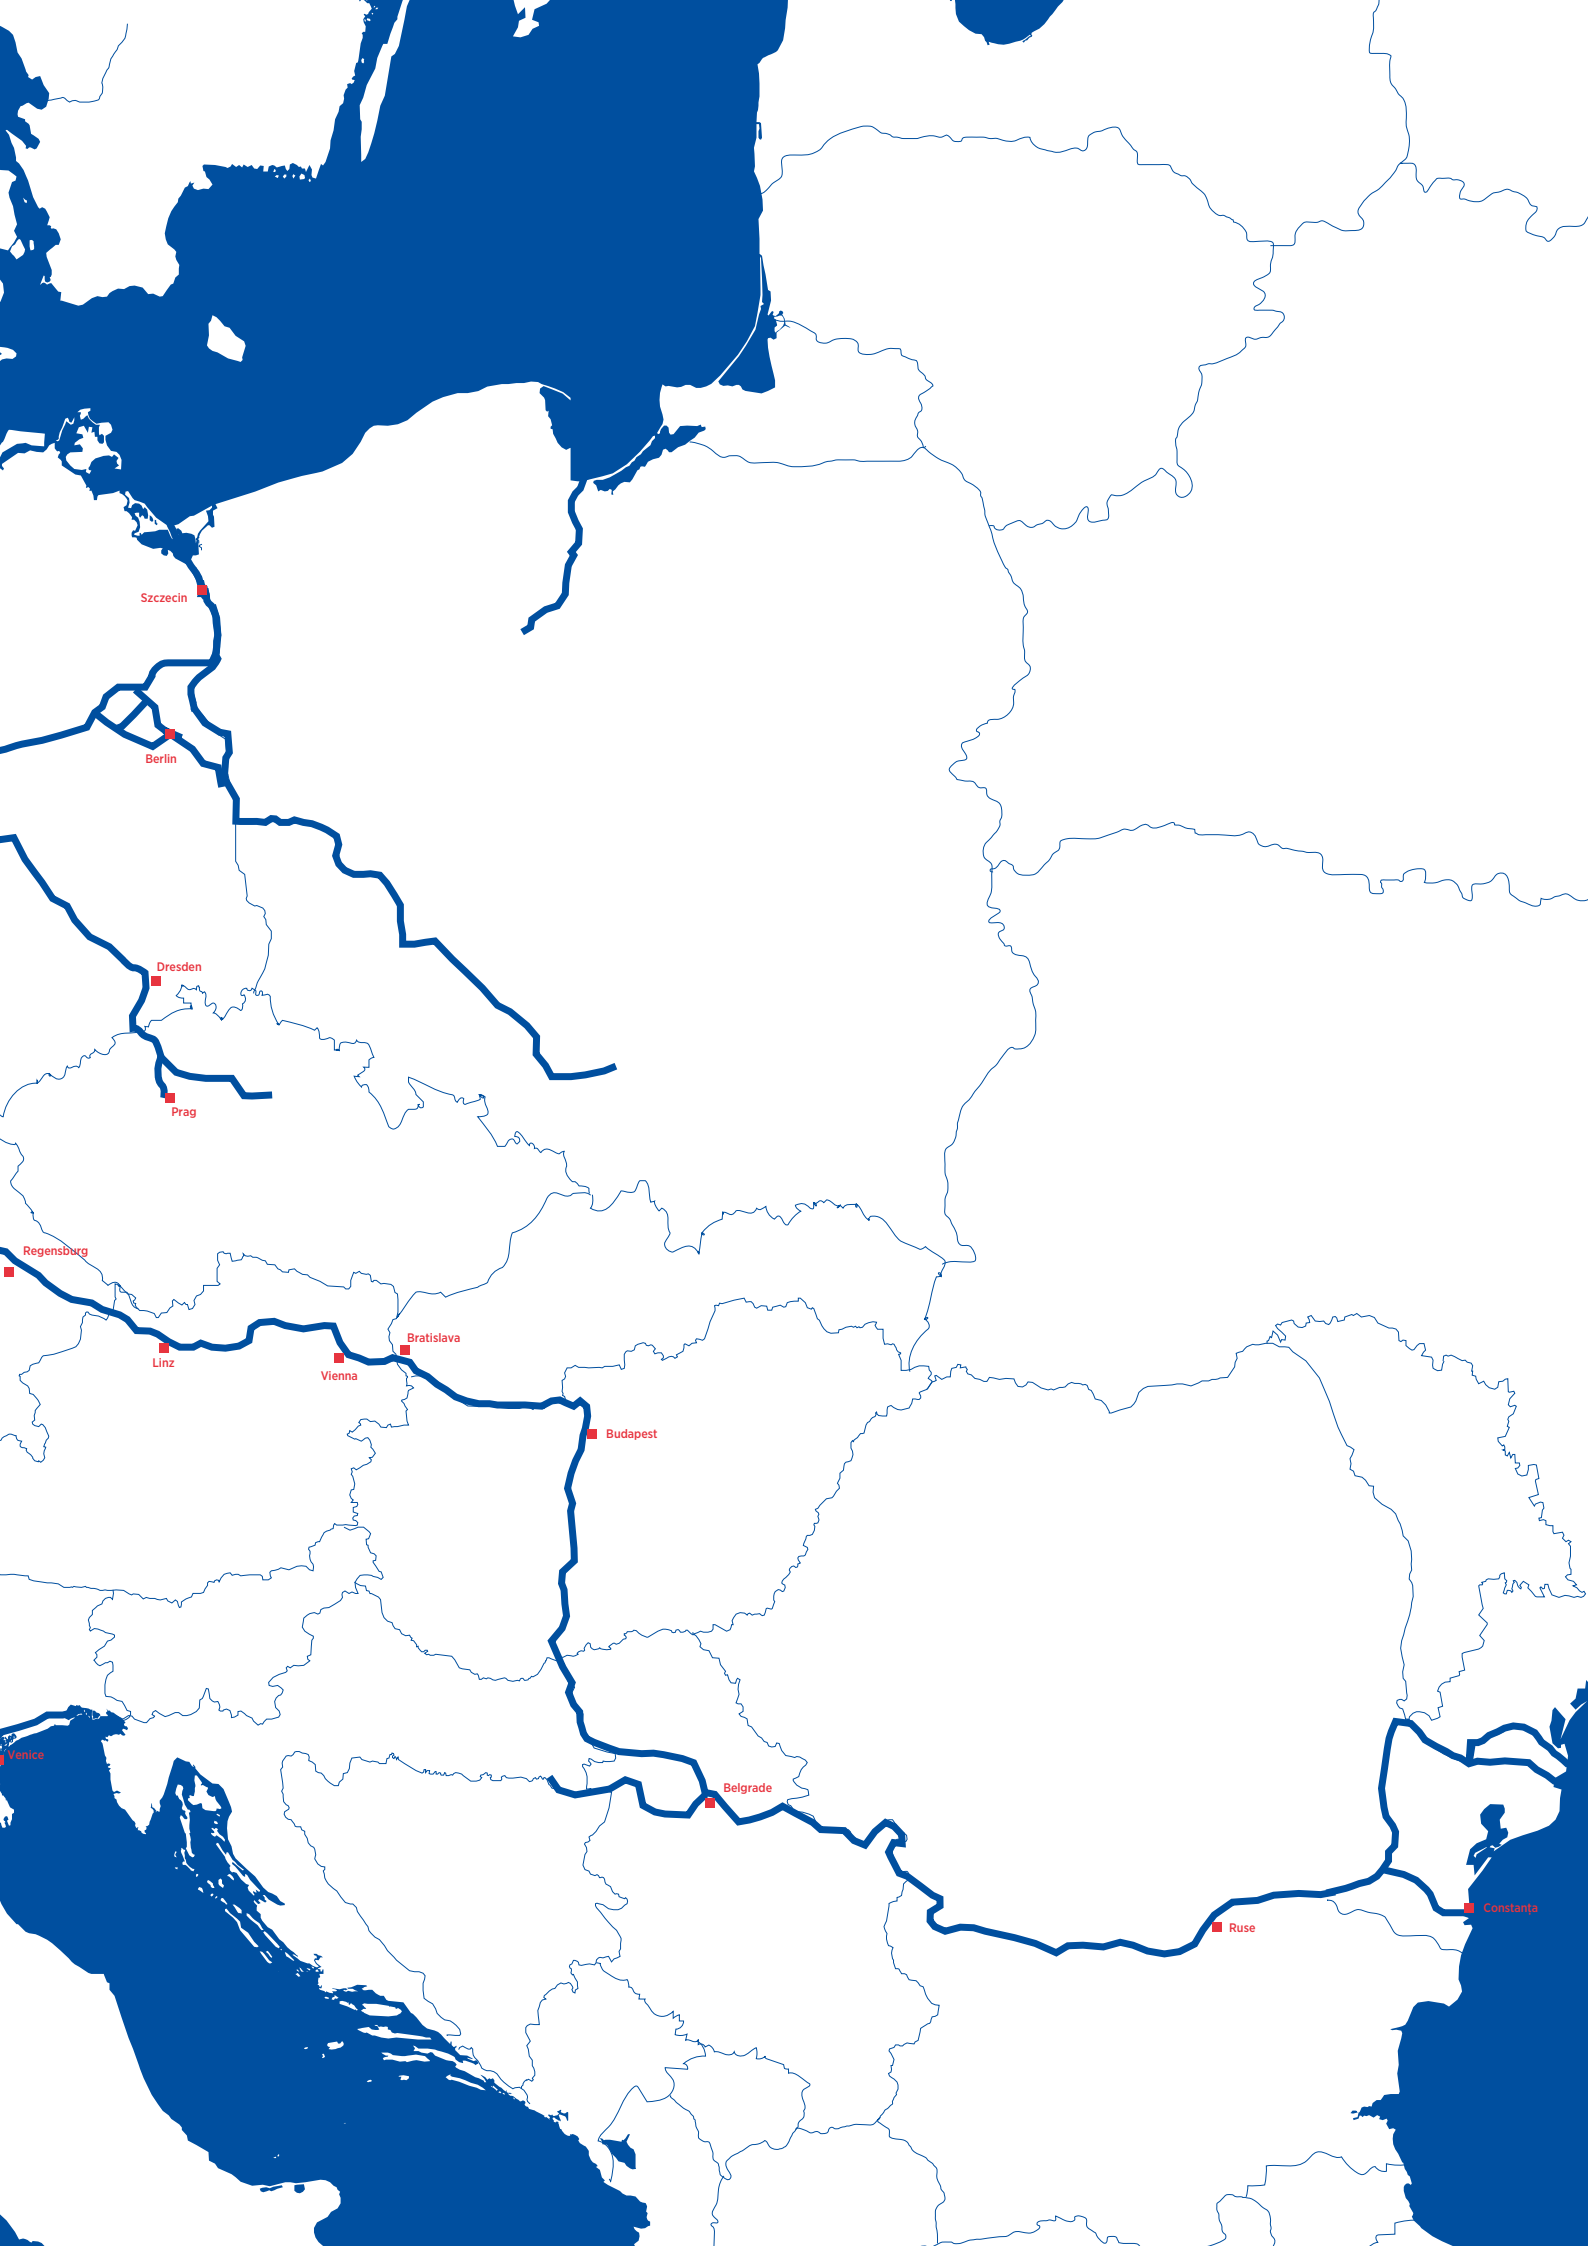 Szczecin
Berlin
Dresden
Prag
Regensburg
Bratislava
Linz
Vienna
Budapest
Venice
Belgrade
Constanța
Ruse